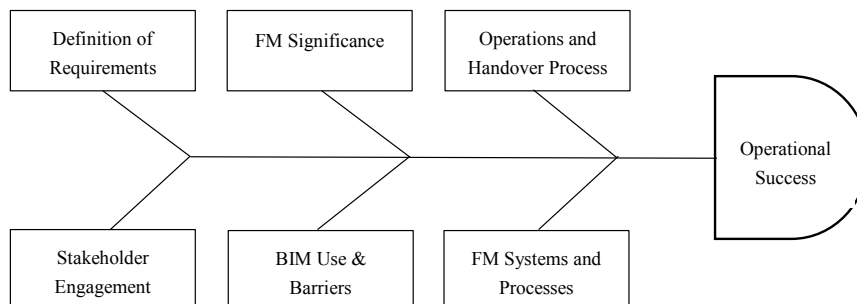 Definition of
Requirements
FM Significance
Operations and
Handover Process
Operational
Success
Stakeholder
Engagement
BIM Use &
Barriers
FM Systems and
Processes